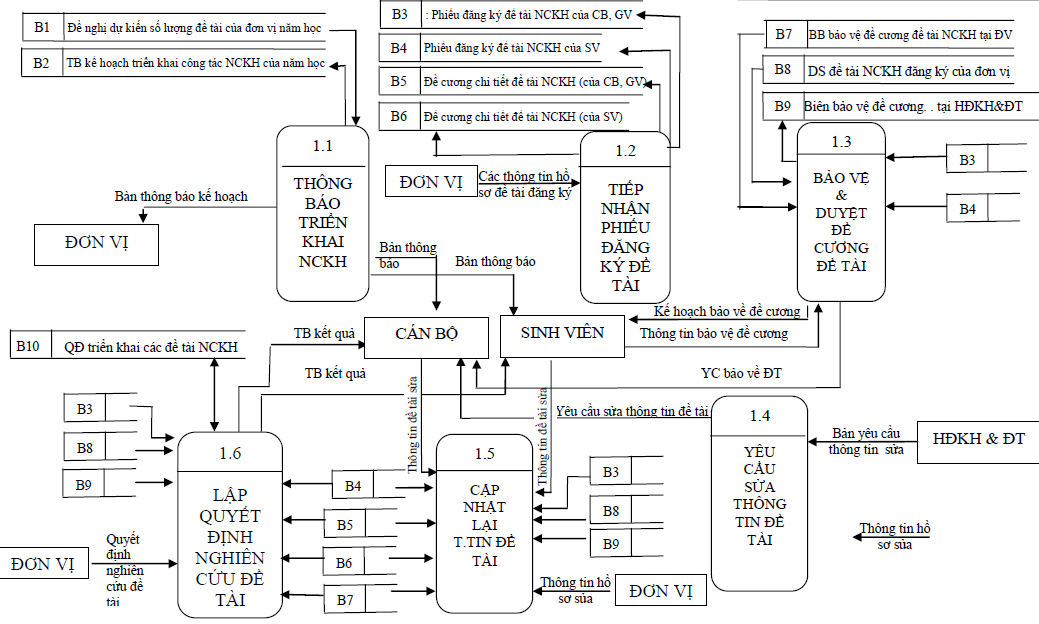 B1 Đề nghị dự kiến số lượng đề tài của đơn vị năm học
B2 TB kế hoạch triển khai công tác NCKH của năm học
B3 : Phiếu đăng ký đề tài NCKH của CB, GV
B4 Phiếu đăng ký đề tài NCKH của SV
B5 Đề cương chi tiết đề tài NCKH (của CB, GV)
B6 Đề cương chi tiết đề tài NCKH (của SV)
B7 BB bảo vệ đề cương đề tài NCKH tại ĐV
B8 DS đề tài NCKH đăng ký của đơn vị
B9 Biên bảo vệ đề cương. . tại HĐKH&ĐT
1.1
THÔNG
BÁO
TRIỂN
KHAI
NCKH
1.2
TIẾP
NHẬN
PHIẾU
ĐĂNG
KÝ ĐỀ
TÀI
1.3
BẢO VỆ
&
DUYỆT
ĐỀ
CƯƠNG
ĐỀ TÀI
B3
B4
ĐƠN VỊ
Các thông tin hồ
sơ đề tài đăng ký
Bản thông báo kế hoạch
ĐƠN VỊ
Bản thông
báo
Bản thông báo
CÁN BỘ
SINH VIÊN
Kế hoạch bảo về đề cương
Thông tin bảo vệ đề cương
B10 QĐ triển khai các đề tài NCKH
TB kết quả
TB kết quả
YC bảo về ĐT
Thông tin đề tài sửa
Thông tin đề tài sửa
Yêu cầu sửa thông tin đề tài
B3
B8
B9
1.6
LẬP
QUYẾT
ĐỊNH
NGHIÊN
CỨU ĐỀ
TÀI
B4
B5
B6
B7
1.5
CẬP
NHẬT
LẠI
T.TIN ĐỀ
TÀI
B3
B8
B9
1.4
YÊU
CẦU
SỬA
THÔNG
TIN ĐỀ
TÀI
Bản yêu cầu
thông tin sửa
HĐKH & ĐT
Thông tin hồ
sơ sủa
ĐƠN VỊ
Quyết
định
nghiên
cứu đề
tài
Thông tin hồ
sơ sủa
ĐƠN VỊ